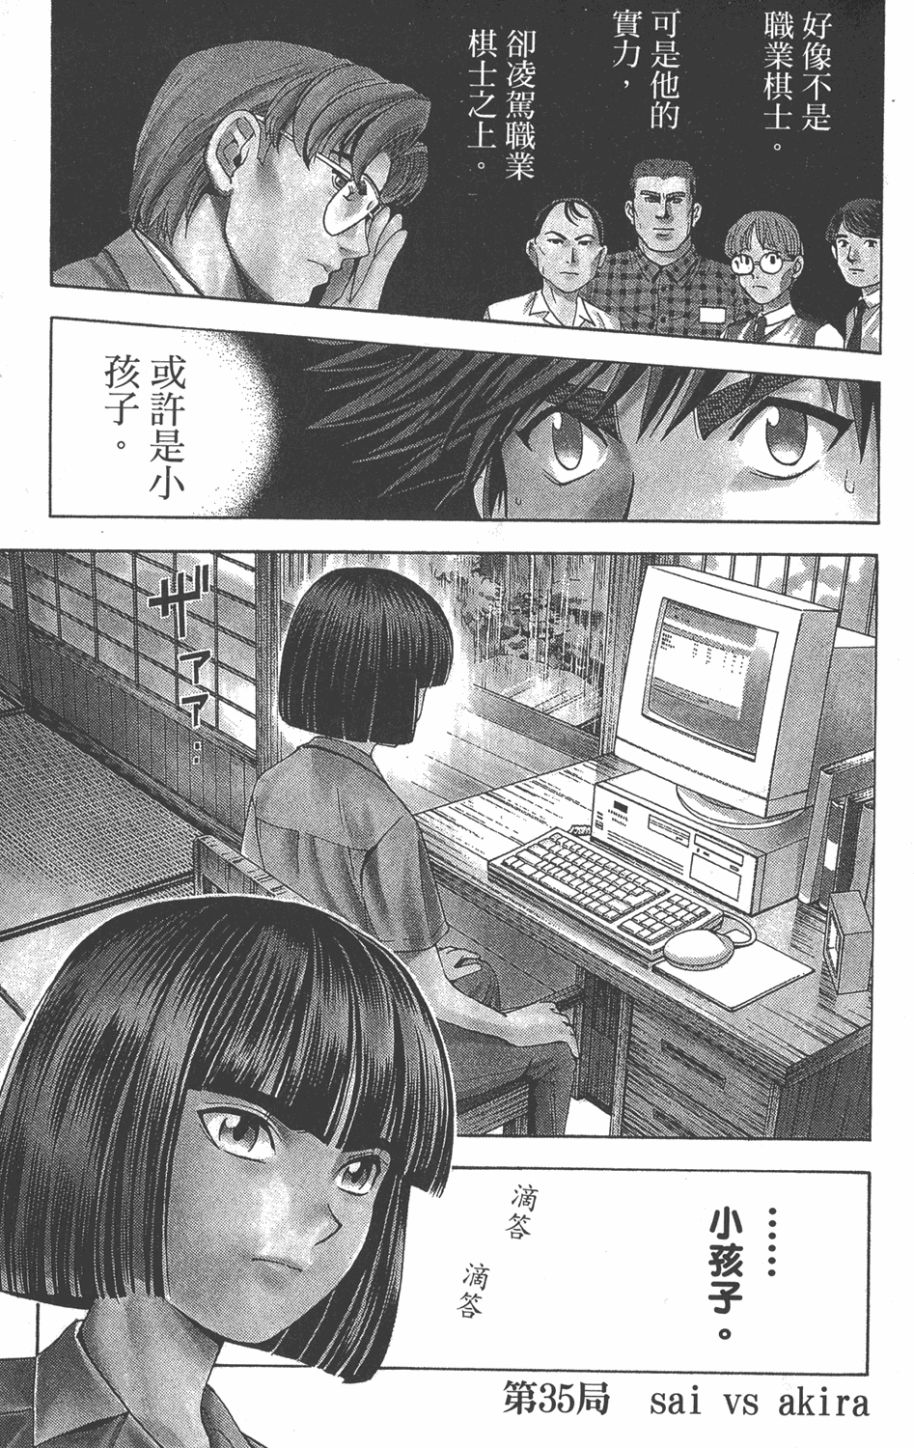 好像不是
職業棋士。
可是他的
實力，
卻凌駕職業
棋士之上。
或許是小
孩子。
ザァァ‥
……
小孩子。
滴答
滴答
第35局 sai vs akira